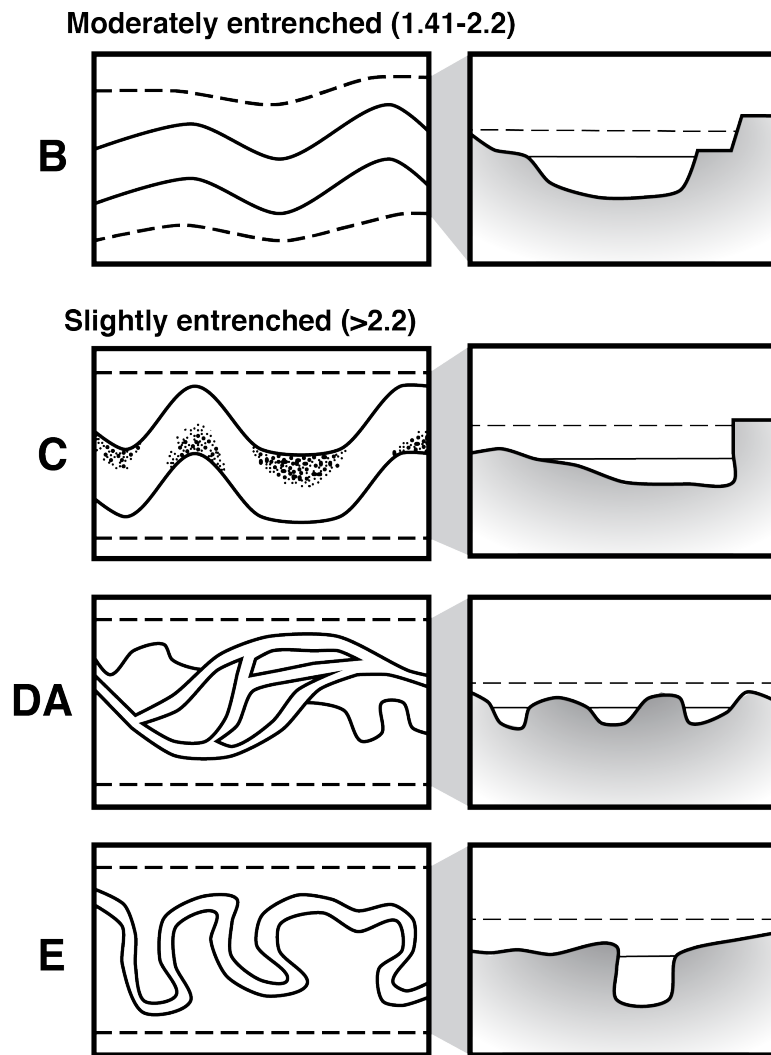 Moderately entrenched (1.41-2.2)
B
Slightly entrenched (>2.2)
C
DA
E